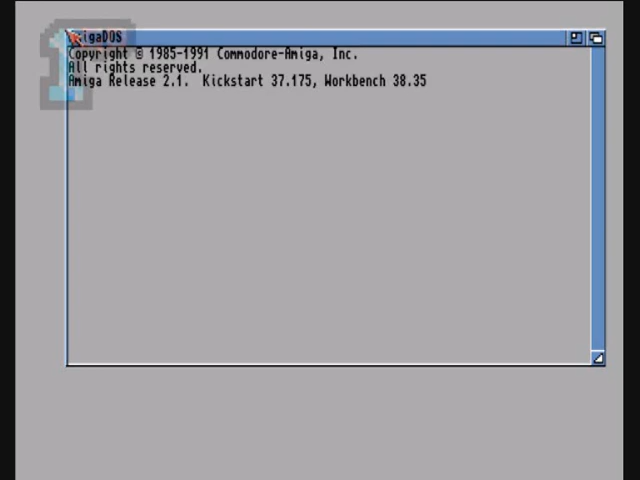 AmigaDOS
Copyright © 1985-1991 Commodore-Amiga, Inc.
All rights reserved.
Amiga Release 2.1.  Kickstart 37.175, Workbench 38.35